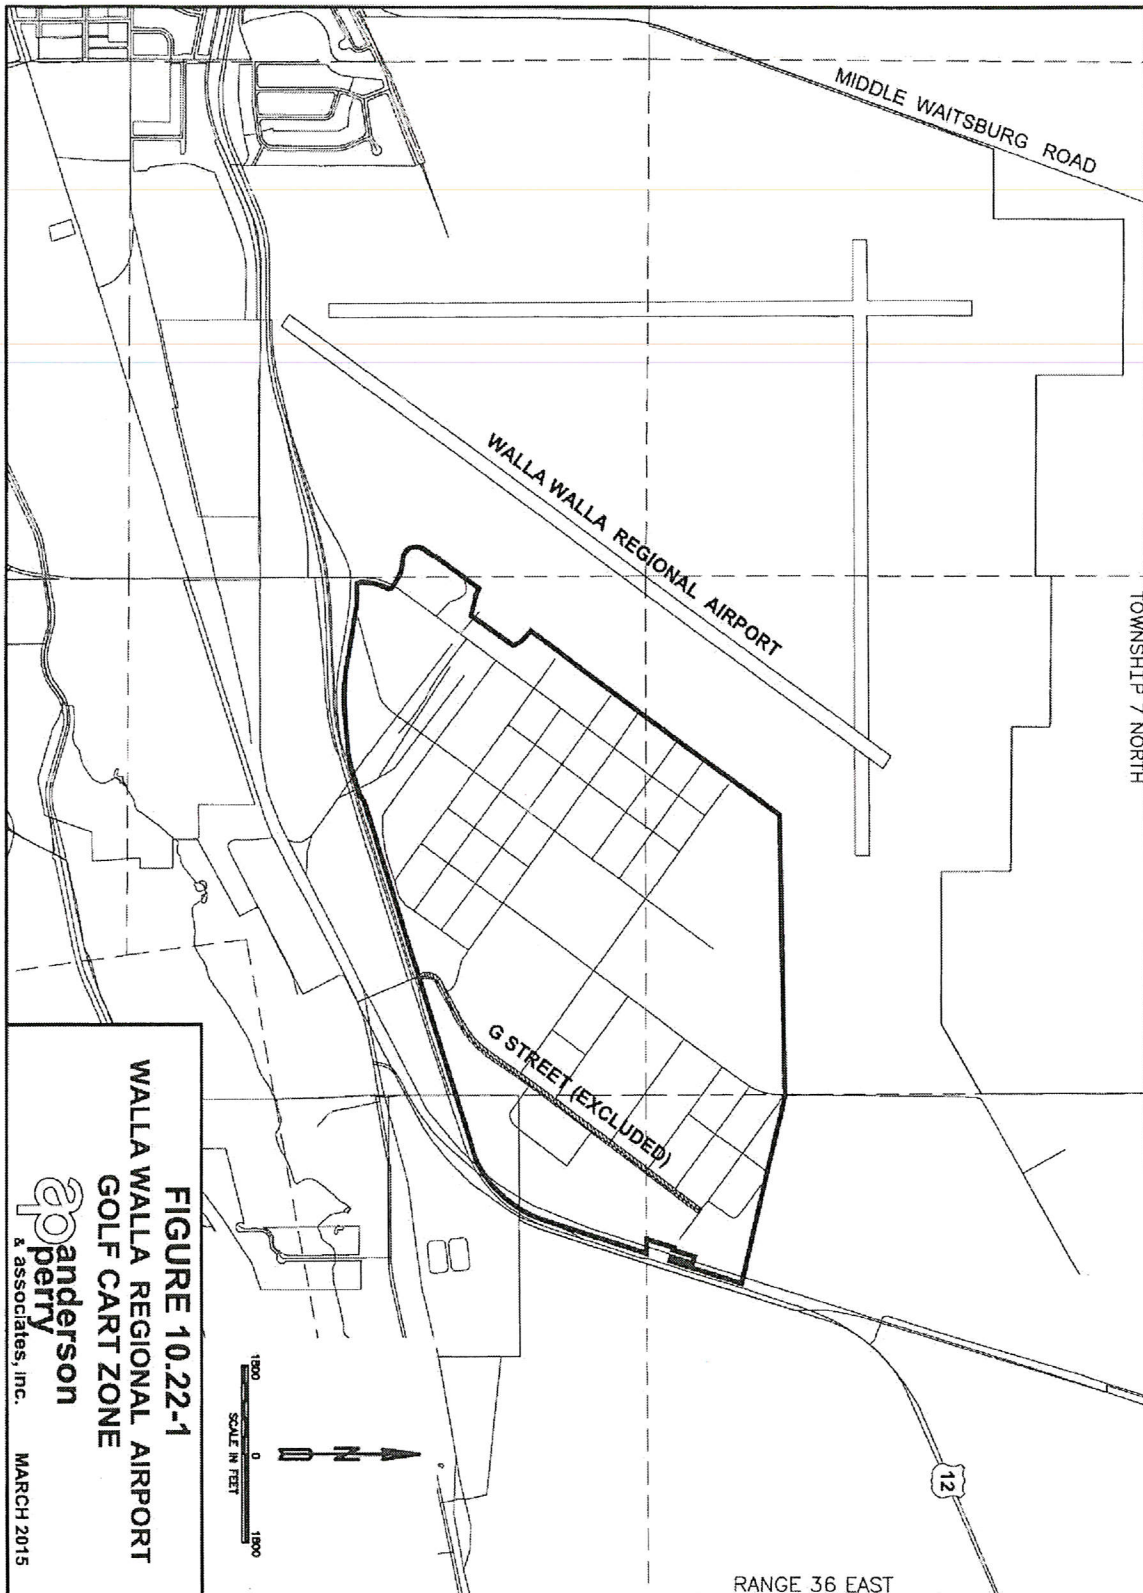 MIDDLE WAITSBURG ROAD
TOWNSHIP 7 NORTH
WALLA WALLA REGIONAL AIRPORT
G STREET (EXCLUDED)
12
RANGE 36 EAST
1800 0 1800
SCALE IN FEET
N
FIGURE 10.22-1
WALLA WALLA REGIONAL AIRPORT
GOLF CART ZONE
ap anderson
perry
& associates, inc.
MARCH 2015